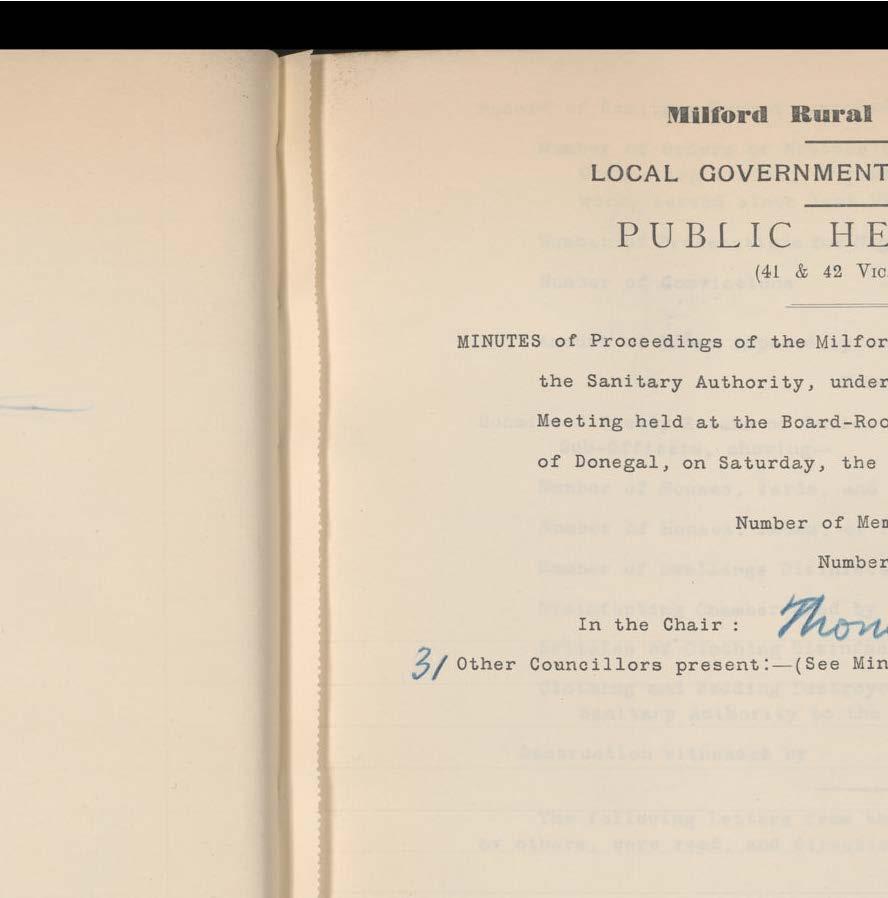 Milford Rural
LOCAL GOVERNMENT
PUBLIC HE
(41 & 42 VIC.
MINUTES of Proceedings of the Milfor
the Sanitary Authority, under
Meeting held at the Board-Roo
of Donegal, on Saturday, the
Number of Mem
Number
In the Chair : Thom
31 Other Councillors present:—(See Min